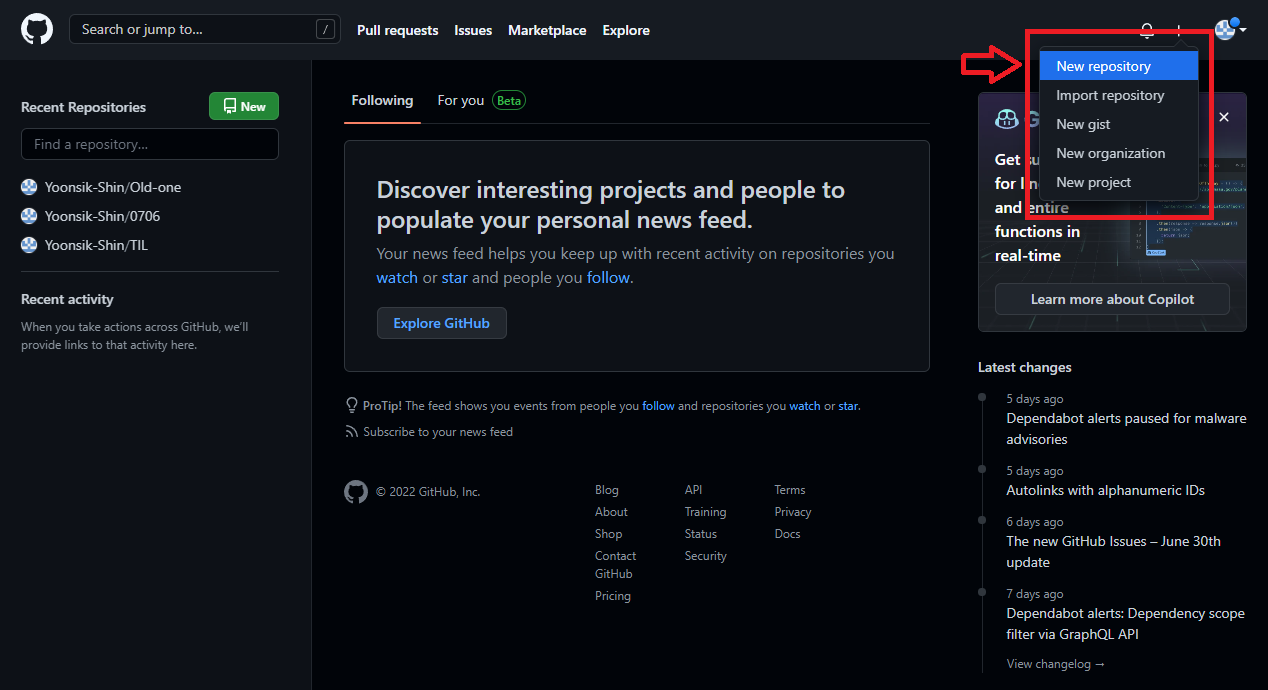 Search or jump to... /
Pull requests Issues Marketplace Explore
Recent Repositories
New
Find a repository...
Yoonsik-Shin/Old-one
Yoonsik-Shin/0706
Yoonsik-Shin/TIL
Recent activity
When you take actions across GitHub, we'll
provide links to that activity here.
Following For you Beta
Discover interesting projects and people to
populate your personal news feed.
Your news feed helps you keep up with recent activity on repositories you
watch or star and people you follow.
Explore GitHub
ProTip! The feed shows you events from people you follow and repositories you watch or star.
Subscribe to your news feed
© 2022 GitHub, Inc.
Blog
About
Shop
Contact
GitHub
Pricing
API
Training
Status
Security
Terms
Privacy
Docs
New repository
Import repository
New gist
New organization
New project
Get
for
and entire
functions in
real-time
Learn more about Copilot
Latest changes
5 days ago
Dependabot alerts paused for malware
advisories
5 days ago
Autolinks with alphanumeric IDs
6 days ago
The new GitHub Issues – June 30th
update
7 days ago
Dependabot alerts: Dependency scope
filter via GraphQL API
View changelog →